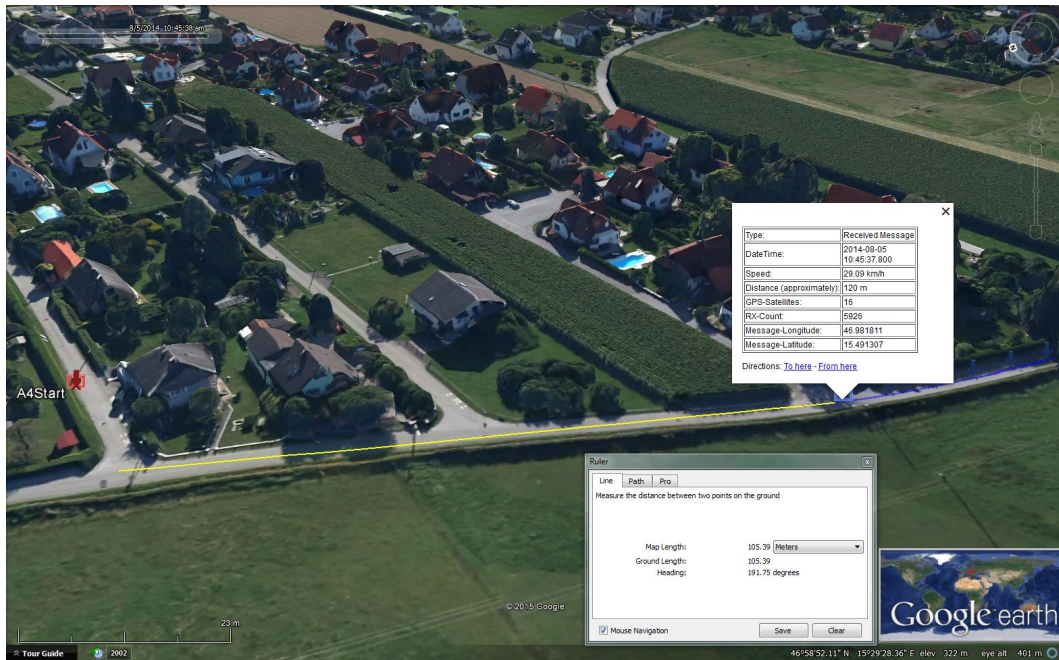 8/5/2014 10:45:38 am
N
Type: Received Message
DateTime: 2014-08-05
10:45:37.800
Speed: 29.09 km/h
Distance (approximately): 120 m
GPS-Satellites: 16
RX-Count: 5926
Message-Longitude: 46.981811
Message-Latitude: 15.491307
Directions: To here - From here
A4Start
Ruler
Line Path Pro
Measure the distance between two points on the ground
Map Length: 105.39 Meters
Ground Length: 105.39
Heading: 191.75 degrees
Mouse Navigation Save Clear
© 2015 Google
Google earth
23 m
Tour Guide 2002
46°58'52.11" N 15°29'28.36" E elev 322 m eye alt 401 m